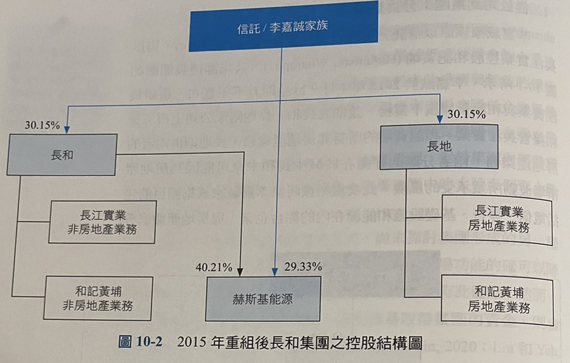 信託 / 李嘉誠家族
30.15%
30.15%
長和
長地
長江實業
非房地產業務
長江實業
房地產業務
40.21%
29.33%
和記黃埔
非房地產業務
赫斯基能源
和記黃埔
房地產業務
圖 10-2 2015 年重組後長和集團之控股結構圖